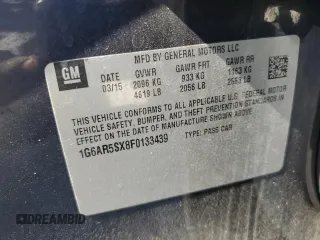 GM
MFD BY GENERAL MOTORS LLC
DATE GVWR GAWR FRT GAWR RR
03/15 2096 KG 933 KG 1163 KG
4619 LB 2056 LB 2563 LB
THIS VEHICLE CONFORMS TO ALL APPLICABLE U.S. FEDERAL MOTOR
VEHICLE SAFETY, BUMPER, AND THEFT PREVENTION STANDARDS IN
EFFECT ON THE DATE OF MANUFACTURE SHOWN ABOVE.
1G6AR5SX8F0133439 TYPE: PASS CAR
DREAMBID